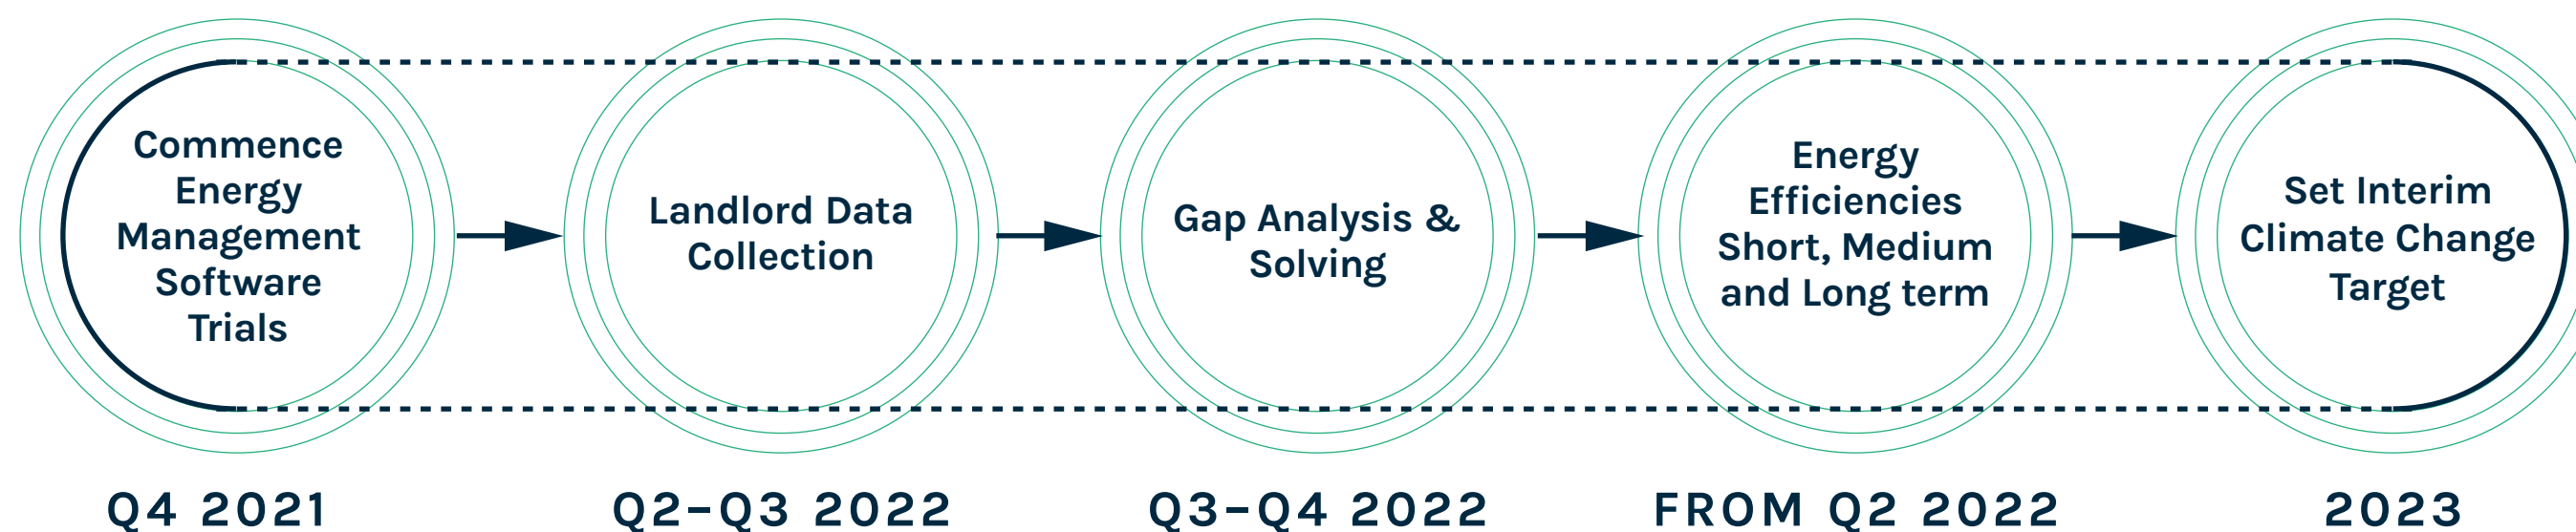 Commence
Energy
Management
Software
Trials
Landlord Data
Collection
Gap Analysis &
Solving
Energy
Efficiencies
Short, Medium
and Long term
Set Interim
Climate Change
Target
Q4 2021
Q2–Q3 2022
Q3–Q4 2022
FROM Q2 2022
2023